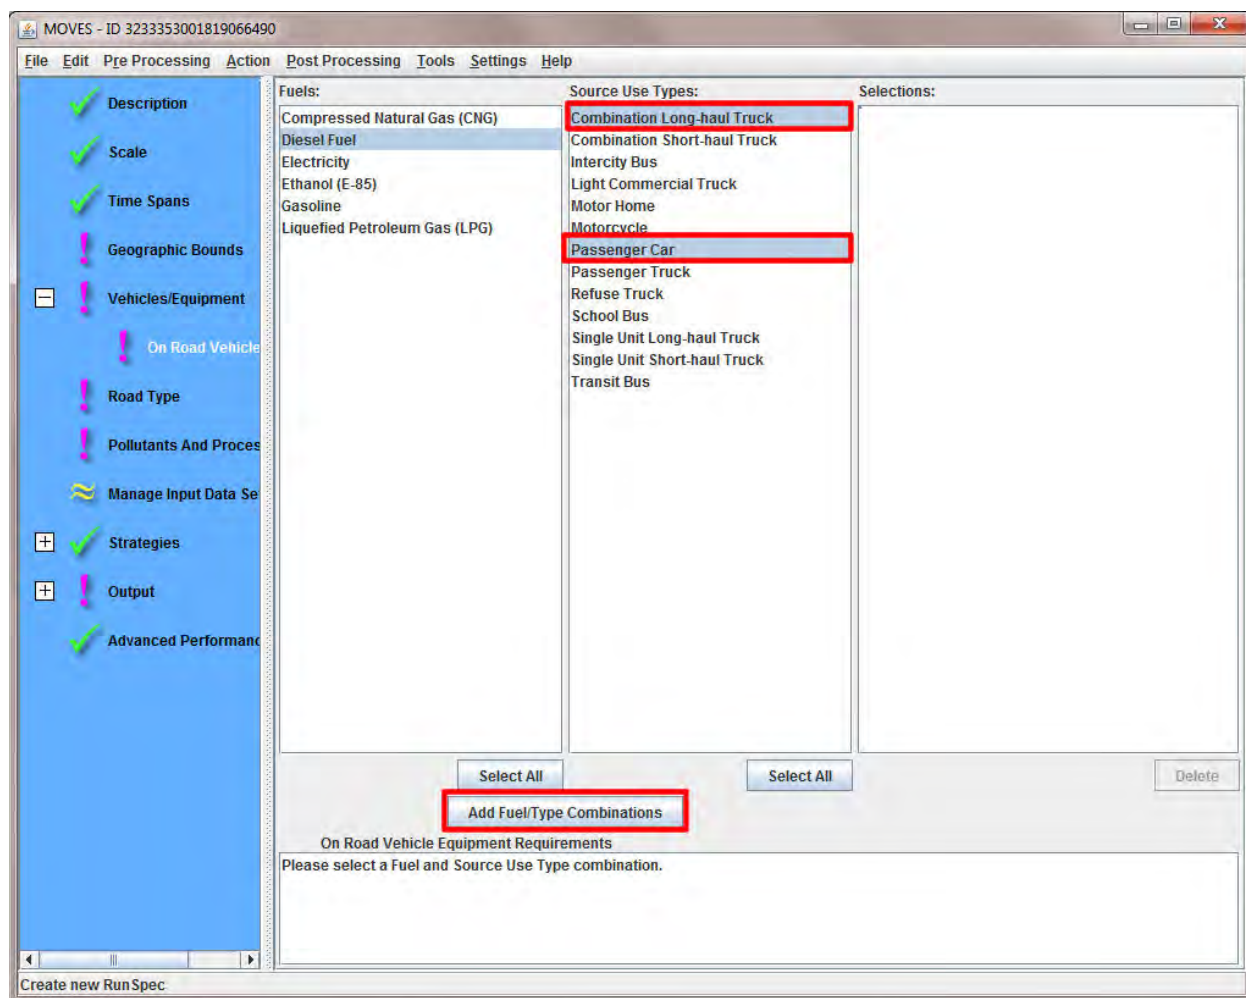 MOVES - ID 3233353001819066490
File Edit Pre Processing Action Post Processing Tools Settings Help
Description
Scale
Time Spans
Geographic Bounds
Vehicles/Equipment
On Road Vehicle
Road Type
Pollutants And Proces
Manage Input Data Se
Strategies
Output
Advanced Performanc
Fuels:
Compressed Natural Gas (CNG)
Diesel Fuel
Electricity
Ethanol (E-85)
Gasoline
Liquefied Petroleum Gas (LPG)
Source Use Types:
Combination Long-haul Truck
Combination Short-haul Truck
Intercity Bus
Light Commercial Truck
Motor Home
Motorcycle
Passenger Car
Passenger Truck
Refuse Truck
School Bus
Single Unit Long-haul Truck
Single Unit Short-haul Truck
Transit Bus
Selections:
Select All
Select All
Delete
Add Fuel/Type Combinations
On Road Vehicle Equipment Requirements
Please select a Fuel and Source Use Type combination.
Create new RunSpec